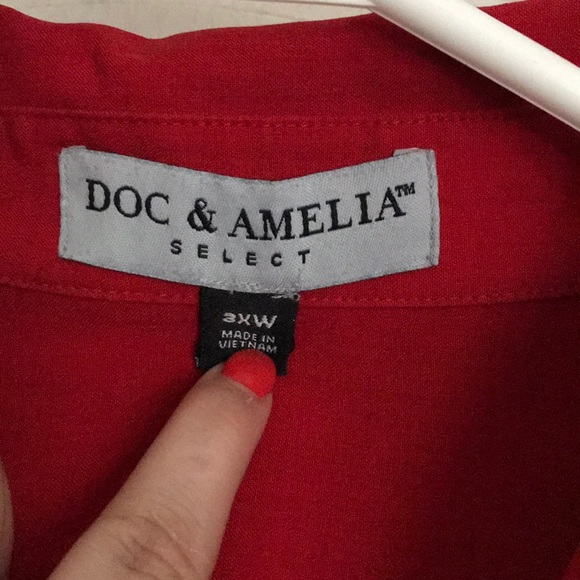 DOC & AMELIA™
SELECT
3XW
MADE IN
VIETNAM